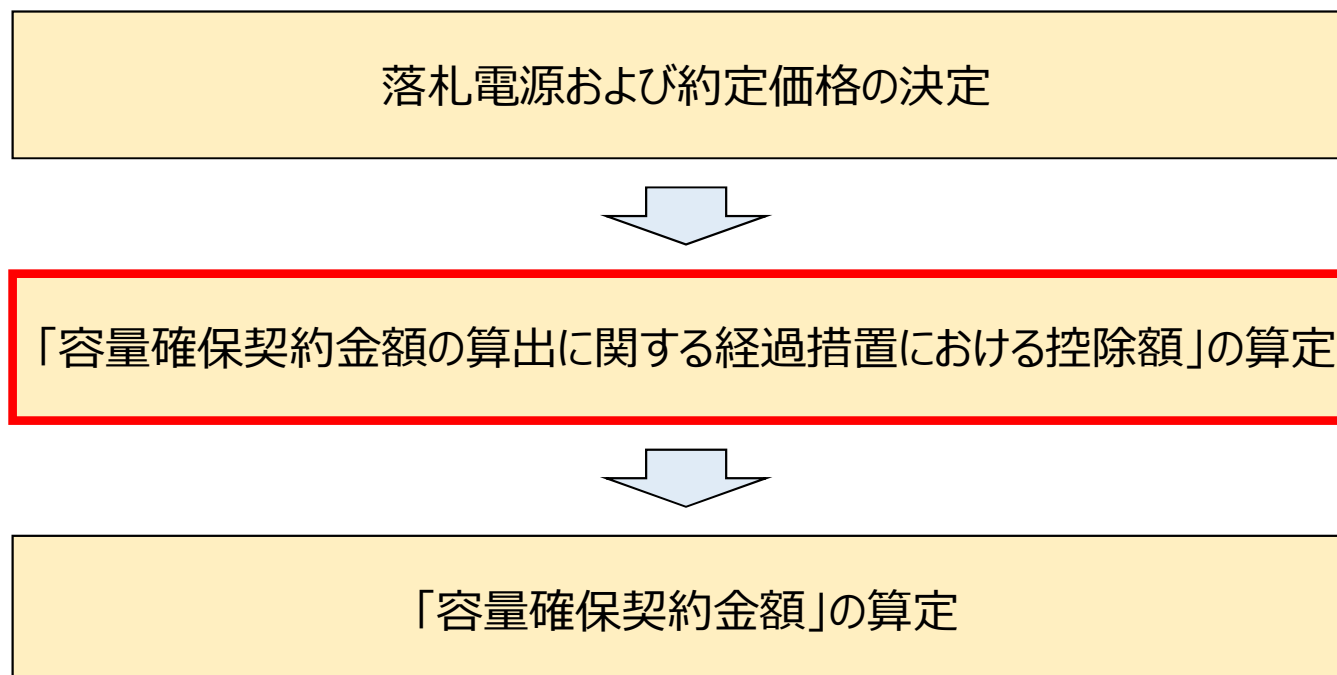 落札電源および約定価格の決定
「容量確保契約金額の算出に関する経過措置における控除額」の算定
「容量確保契約金額」の算定